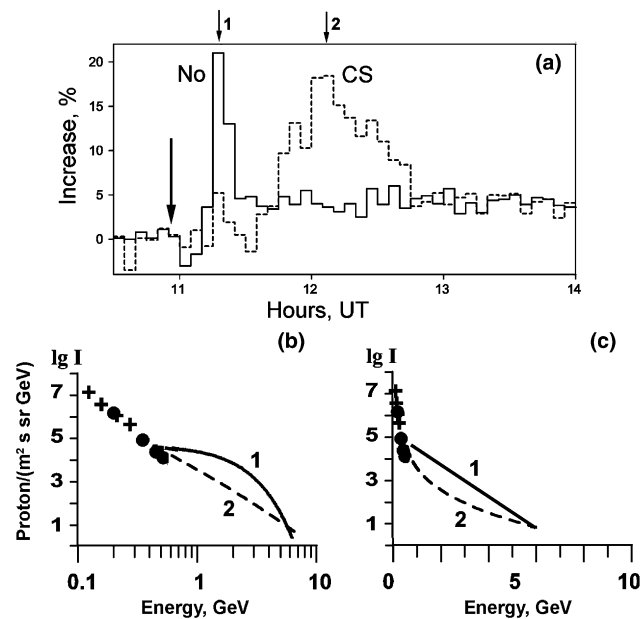 1 2
(a)
No CS
Increase, %
20
15
10
5
0
11 12 13 14
Hours, UT
(b)
lg I
Proton/(m² s sr GeV)
7
5
3
1
1
2
0.1 1 10
Energy, GeV
(c)
lg I
7
5
3
1
1
2
0 5 10
Energy, GeV